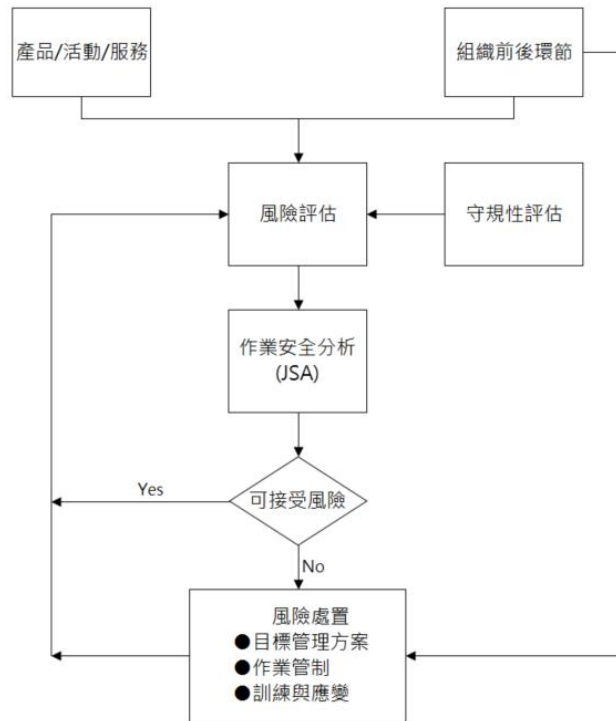 產品/活動/服務
組織前後環節
風險評估
守規性評估
作業安全分析
(JSA)
Yes
可接受風險
No
風險處置
●目標管理方案
●作業管制
●訓練與應變